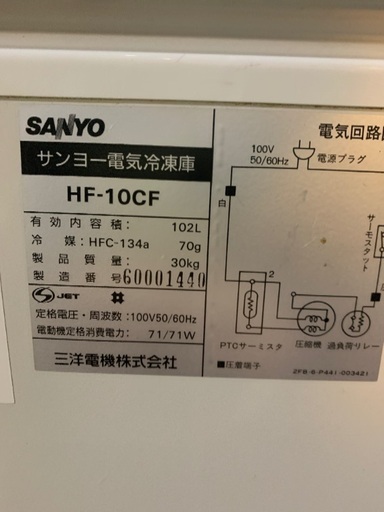 SANYO
サンヨー電気冷凍庫
HF-10CF
有効内容積: 102L
冷媒: HFC-134a 70g
製品質量: 30kg
製造番号 60001440
S JET
定格電圧・周波数: 100V50/60Hz
電動機定格消費電力: 71/71W
三洋電機株式会社
電気回路
100V
50/60Hz
電源プラグ
白
サーモスタット
2
PTCサーミスタ
圧縮機
過負荷リレー
■圧着端子
2FB-6-P441-003421